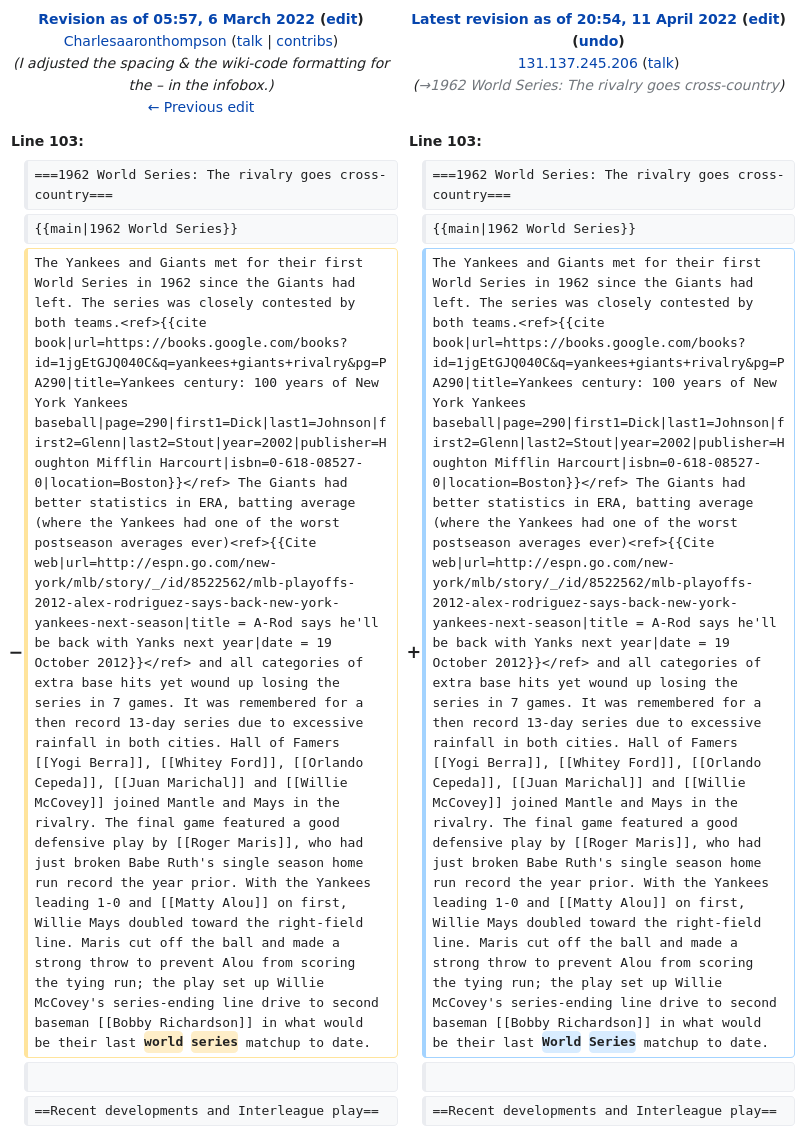 Revision as of 05:57, 6 March 2022 (edit)
Charlesaaronthompson (talk | contribs)
(I adjusted the spacing & the wiki-code formatting for
the – in the infobox.)
← Previous edit
Latest revision as of 20:54, 11 April 2022 (edit)
(undo)
131.137.245.206 (talk)
(→1962 World Series: The rivalry goes cross-country)
Line 103:
Line 103:
===1962 World Series: The rivalry goes cross-
country===
===1962 World Series: The rivalry goes cross-
country===
{{main|1962 World Series}}
{{main|1962 World Series}}
−
The Yankees and Giants met for their first
World Series in 1962 since the Giants had
left. The series was closely contested by
both teams.<ref>{{cite
book|url=https://books.google.com/books?
id=1jgEtGJQ040C&q=yankees+giants+rivalry&pg=P
A290|title=Yankees century: 100 years of New
York Yankees
baseball|page=290|first1=Dick|last1=Johnson|f
irst2=Glenn|last2=Stout|year=2002|publisher=H
oughton Mifflin Harcourt|isbn=0-618-08527-
0|location=Boston}}</ref> The Giants had
better statistics in ERA, batting average
(where the Yankees had one of the worst
postseason averages ever)<ref>{{Cite
web|url=http://espn.go.com/new-
york/mlb/story/_/id/8522562/mlb-playoffs-
2012-alex-rodriguez-says-back-new-york-
yankees-next-season|title = A-Rod says he'll
be back with Yanks next year|date = 19
October 2012}}</ref> and all categories of
extra base hits yet wound up losing the
series in 7 games. It was remembered for a
then record 13-day series due to excessive
rainfall in both cities. Hall of Famers
[[Yogi Berra]], [[Whitey Ford]], [[Orlando
Cepeda]], [[Juan Marichal]] and [[Willie
McCovey]] joined Mantle and Mays in the
rivalry. The final game featured a good
defensive play by [[Roger Maris]], who had
just broken Babe Ruth's single season home
run record the year prior. With the Yankees
leading 1-0 and [[Matty Alou]] on first,
Willie Mays doubled toward the right-field
line. Maris cut off the ball and made a
strong throw to prevent Alou from scoring
the tying run; the play set up Willie
McCovey's series-ending line drive to second
baseman [[Bobby Richardson]] in what would
be their last world series matchup to date.
+
The Yankees and Giants met for their first
World Series in 1962 since the Giants had
left. The series was closely contested by
both teams.<ref>{{cite
book|url=https://books.google.com/books?
id=1jgEtGJQ040C&q=yankees+giants+rivalry&pg=P
A290|title=Yankees century: 100 years of New
York Yankees
baseball|page=290|first1=Dick|last1=Johnson|f
irst2=Glenn|last2=Stout|year=2002|publisher=H
oughton Mifflin Harcourt|isbn=0-618-08527-
0|location=Boston}}</ref> The Giants had
better statistics in ERA, batting average
(where the Yankees had one of the worst
postseason averages ever)<ref>{{Cite
web|url=http://espn.go.com/new-
york/mlb/story/_/id/8522562/mlb-playoffs-
2012-alex-rodriguez-says-back-new-york-
yankees-next-season|title = A-Rod says he'll
be back with Yanks next year|date = 19
October 2012}}</ref> and all categories of
extra base hits yet wound up losing the
series in 7 games. It was remembered for a
then record 13-day series due to excessive
rainfall in both cities. Hall of Famers
[[Yogi Berra]], [[Whitey Ford]], [[Orlando
Cepeda]], [[Juan Marichal]] and [[Willie
McCovey]] joined Mantle and Mays in the
rivalry. The final game featured a good
defensive play by [[Roger Maris]], who had
just broken Babe Ruth's single season home
run record the year prior. With the Yankees
leading 1-0 and [[Matty Alou]] on first,
Willie Mays doubled toward the right-field
line. Maris cut off the ball and made a
strong throw to prevent Alou from scoring
the tying run; the play set up Willie
McCovey's series-ending line drive to second
baseman [[Bobby Richardson]] in what would
be their last World Series matchup to date.
==Recent developments and Interleague play==
==Recent developments and Interleague play==